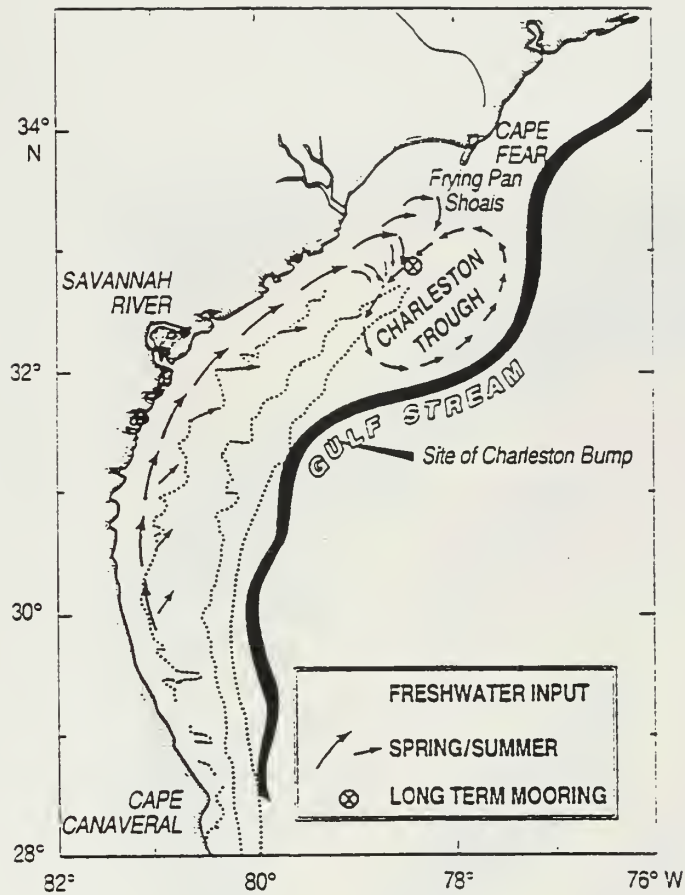 34°
N
CAPE
FEAR
Frying Pan
Shoals
SAVANNAH
RIVER
CHARLESTON
TROUGH
32°
GULF STREAM
Site of Charleston Bump
30°
FRESHWATER INPUT
SPRING/SUMMER
LONG TERM MOORING
CAPE
CANAVERAL
28°
82°
80°
78°
76° W